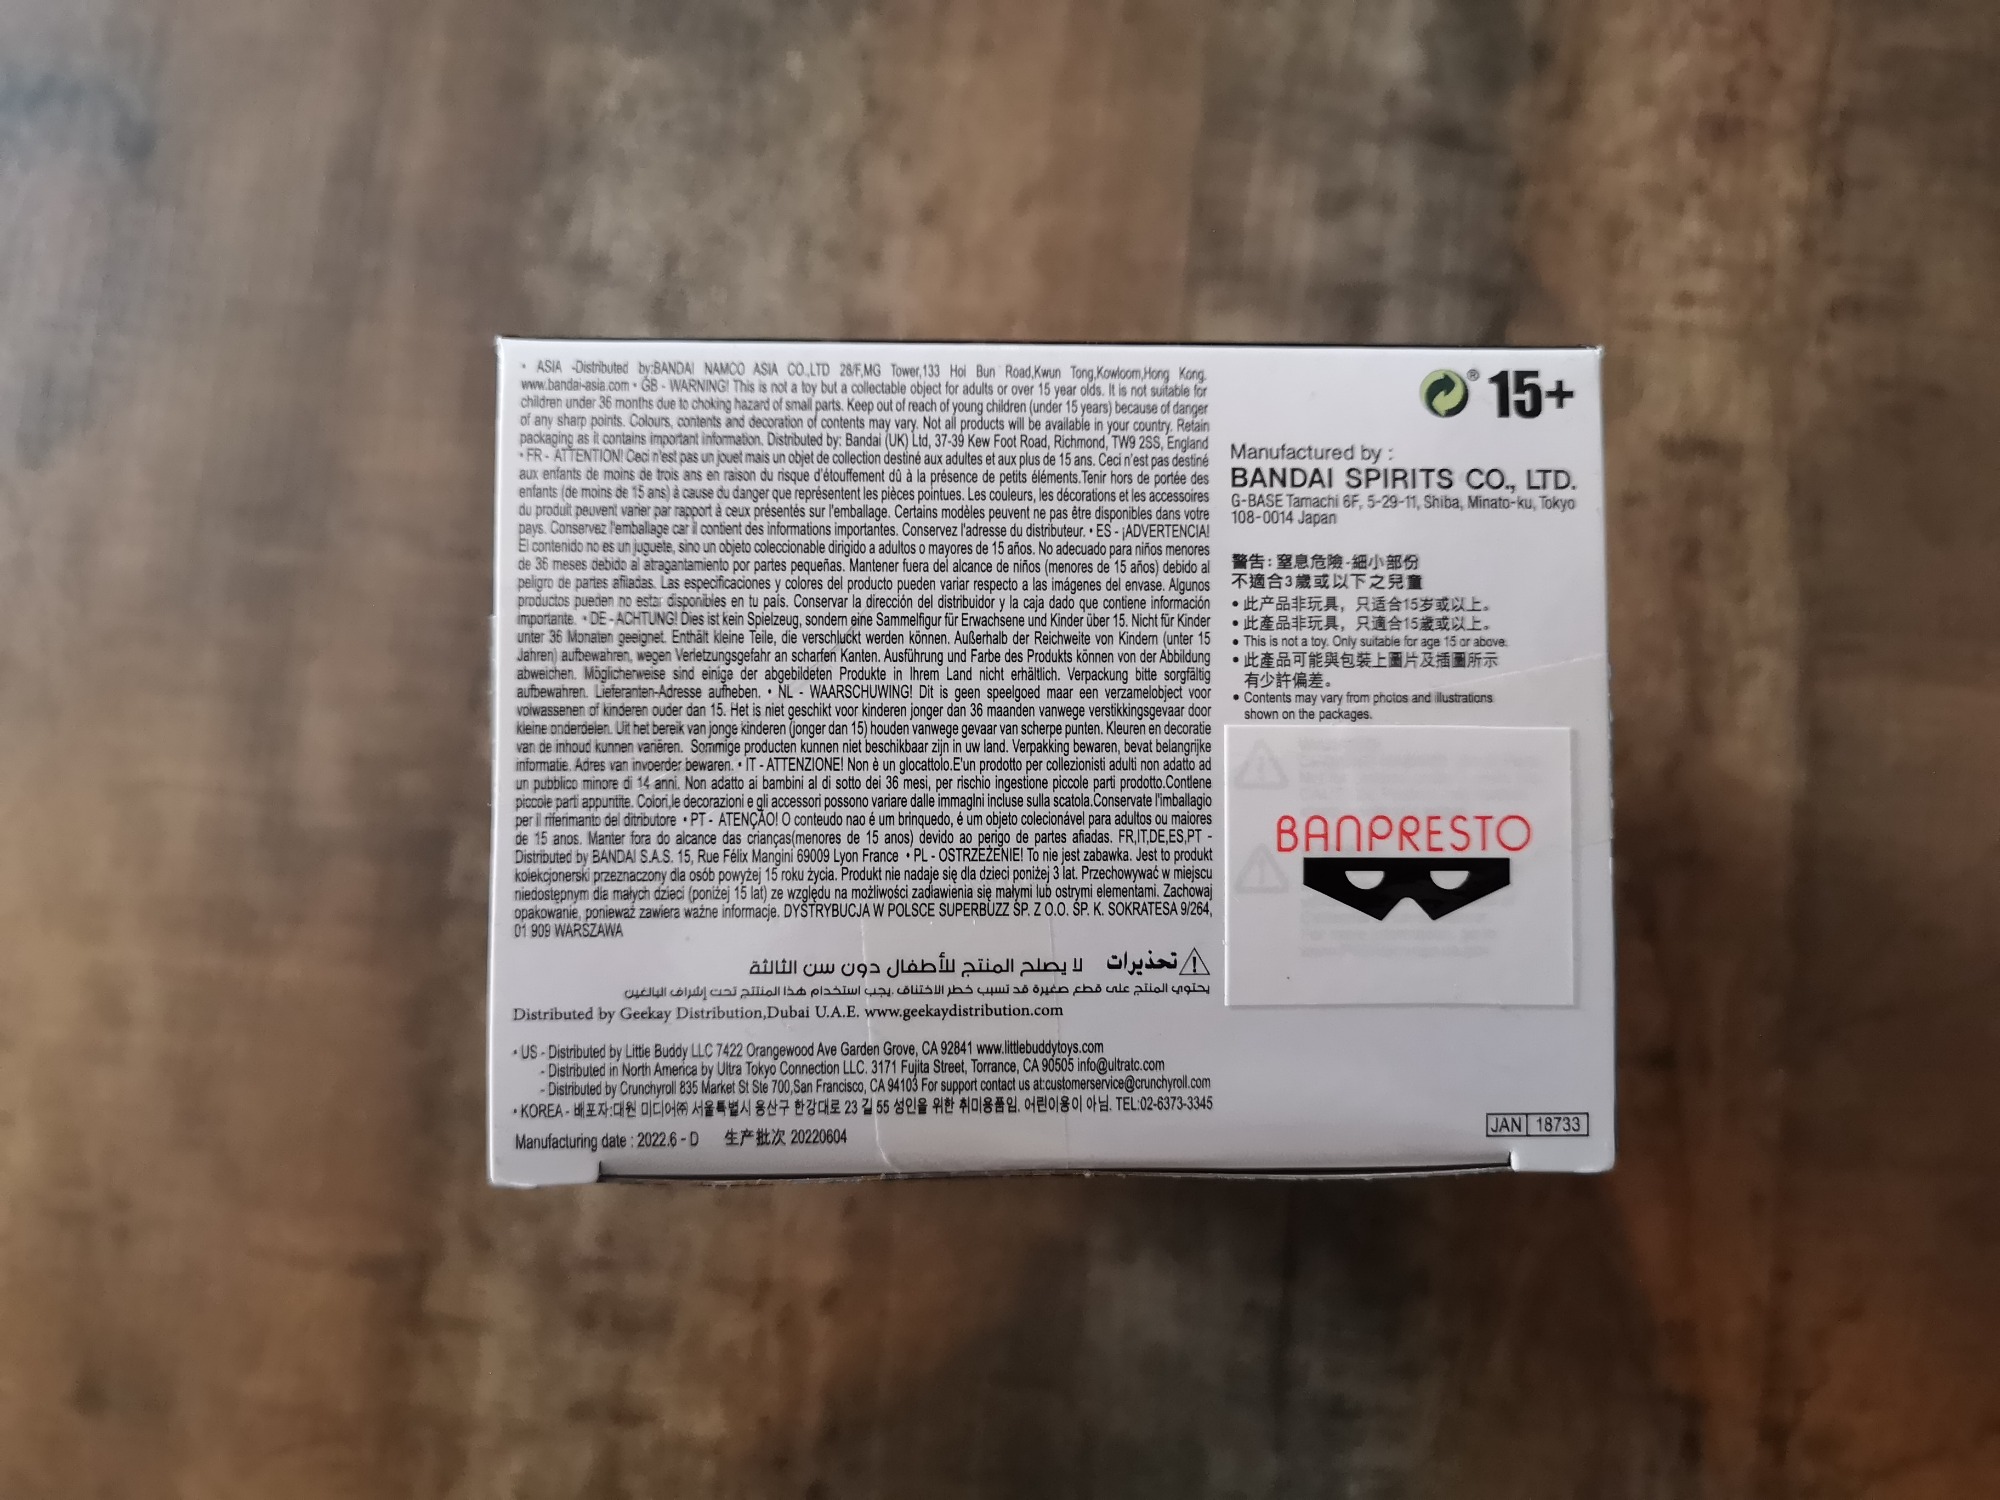 • ASIA -Distributed by:BANDAI NAMCO ASIA CO.,LTD 28/F,MG Tower,133 Hoi Bun Road,Kwun Tong,Kowloom,Hong Kong.
www.bandai-asia.com • GB - WARNING! This is not a toy but a collectable object for adults or over 15 year olds. It is not suitable for
children under 36 months due to choking hazard of small parts. Keep out of reach of young children (under 15 years) because of danger
of any sharp points. Colours, contents and decoration of contents may vary. Not all products will be available in your country. Retain
packaging as it contains important information. Distributed by: Bandai (UK) Ltd, 37-39 Kew Foot Road, Richmond, TW9 2SS, England
• FR - ATTENTION! Ceci n'est pas un jouet mais un objet de collection destiné aux adultes et aux plus de 15 ans. Ceci n'est pas destiné
aux enfants de moins de trois ans en raison du risque d'étouffement dû à la présence de petits éléments.Tenir hors de portée des
enfants (de moins de 15 ans) à cause du danger que représentent les pièces pointues. Les couleurs, les décorations et les accessoires
du produit peuvent varier par rapport à ceux présentés sur l'emballage. Certains modèles peuvent ne pas être disponibles dans votre
pays. Conservez l'emballage car il contient des informations importantes. Conservez l'adresse du distributeur. • ES - ¡ADVERTENCIA!
El contenido no es un juguete, sino un objeto coleccionable dirigido a adultos o mayores de 15 años. No adecuado para niños menores
de 36 meses debido al atragantamiento por partes pequeñas. Mantener fuera del alcance de niños (menores de 15 años) debido al
peligro de partes afiladas. Las especificaciones y colores del producto pueden variar respecto a las imágenes del envase. Algunos
productos pueden no estar disponibles en tu país. Conservar la dirección del distribuidor y la caja dado que contiene información
importante. • DE - ACHTUNG! Dies ist kein Spielzeug, sondern eine Sammelfigur für Erwachsene und Kinder über 15. Nicht für Kinder
unter 36 Monaten geeignet. Enthält kleine Teile, die verschluckt werden können. Außerhalb der Reichweite von Kindern (unter 15
Jahren) aufbewahren, wegen Verletzungsgefahr an scharfen Kanten. Ausführung und Farbe des Produkts können von der Abbildung
abweichen. Möglicherweise sind einige der abgebildeten Produkte in Ihrem Land nicht erhältlich. Verpackung bitte sorgfältig
aufbewahren. Lieferanten-Adresse aufheben. • NL - WAARSCHUWING! Dit is geen speelgoed maar een verzamelobject voor
volwassenen of kinderen ouder dan 15. Het is niet geschikt voor kinderen jonger dan 36 maanden vanwege verstikkingsgevaar door
kleine onderdelen. Uit het bereik van jonge kinderen (jonger dan 15) houden vanwege gevaar van scherpe punten. Kleuren en decoratie
van de inhoud kunnen variëren. Sommige producten kunnen niet beschikbaar zijn in uw land. Verpakking bewaren, bevat belangrijke
informatie. Adres van invoerder bewaren. • IT - ATTENZIONE! Non è un glocattolo.E'un prodotto per collezionisti adulti non adatto ad
un pubblico minore di 14 anni. Non adatto ai bambini al di sotto dei 36 mesi, per rischio ingestione piccole parti prodotto.Contlene
piccole parti appuntite. Colori,le decorazioni e gli accessori possono variare dalle immaglni incluse sulla scatola.Conservate l'imballagio
per il riferimanto del ditributore • PT - ATENÇÃO! O conteudo nao é um brinquedo, é um objeto colecionável para adultos ou maiores
de 15 anos. Manter fora do alcance das crianças(menores de 15 anos) devido ao perigo de partes afiadas. FR,IT,DE,ES,PT -
Distributed by BANDAI S.A.S. 15, Rue Félix Mangini 69009 Lyon France • PL - OSTRZEŻENIE! To nie jest zabawka. Jest to produkt
kolekcjonerski przeznaczony dla osób powyżej 15 roku życia. Produkt nie nadaje się dla dzieci poniżej 3 lat. Przechowywać w miejscu
niedostępnym dla małych dzieci (poniżej 15 lat) ze względu na możliwości zadławienia się małymi lub ostrymi elementami. Zachowaj
opakowanie, ponieważ zawiera ważne informacje. DYSTRYBUCJA W POLSCE SUPERBUZZ SP. Z O.O. SP. K. SOKRATESA 9/264,
01 909 WARSZAWA
تحذيرات لا يصلح المنتج للأطفال دون سن الثالثة
يحتوي المنتج على قطع صغيرة قد تسبب خطر الاختناق .يجب استخدام هذا المنتج تحت إشراف البالغين
Distributed by Geekay Distribution,Dubai U.A.E. www.geekaydistribution.com
• US - Distributed by Little Buddy LLC 7422 Orangewood Ave Garden Grove, CA 92841 www.littlebuddytoys.com
- Distributed in North America by Ultra Tokyo Connection LLC. 3171 Fujita Street, Torrance, CA 90505 info@ultratc.com
- Distributed by Crunchyroll 835 Market St Ste 700,San Francisco, CA 94103 For support contact us at:customerservice@crunchyroll.com
• KOREA - 배포자:대원 미디어㈜ 서울특별시 용산구 한강대로 23 길 55 성인을 위한 취미용품임. 어린이용이 아님. TEL:02-6373-3345
Manufacturing date : 2022.6 - D 生产批次 20220604
® 15+
Manufactured by :
BANDAI SPIRITS CO., LTD.
G-BASE Tamachi 6F, 5-29-11, Shiba, Minato-ku, Tokyo
108-0014 Japan
警告：窒息危險-細小部份
不適合3歲或以下之兒童
• 此产品非玩具，只适合15岁或以上。
• 此產品非玩具，只適合15歲或以上。
• This is not a toy. Only suitable for age 15 or above.
• 此產品可能與包裝上圖片及插圖所示
有少許偏差。
• Contents may vary from photos and illustrations
shown on the packages.
BANPRESTO
JAN 18733